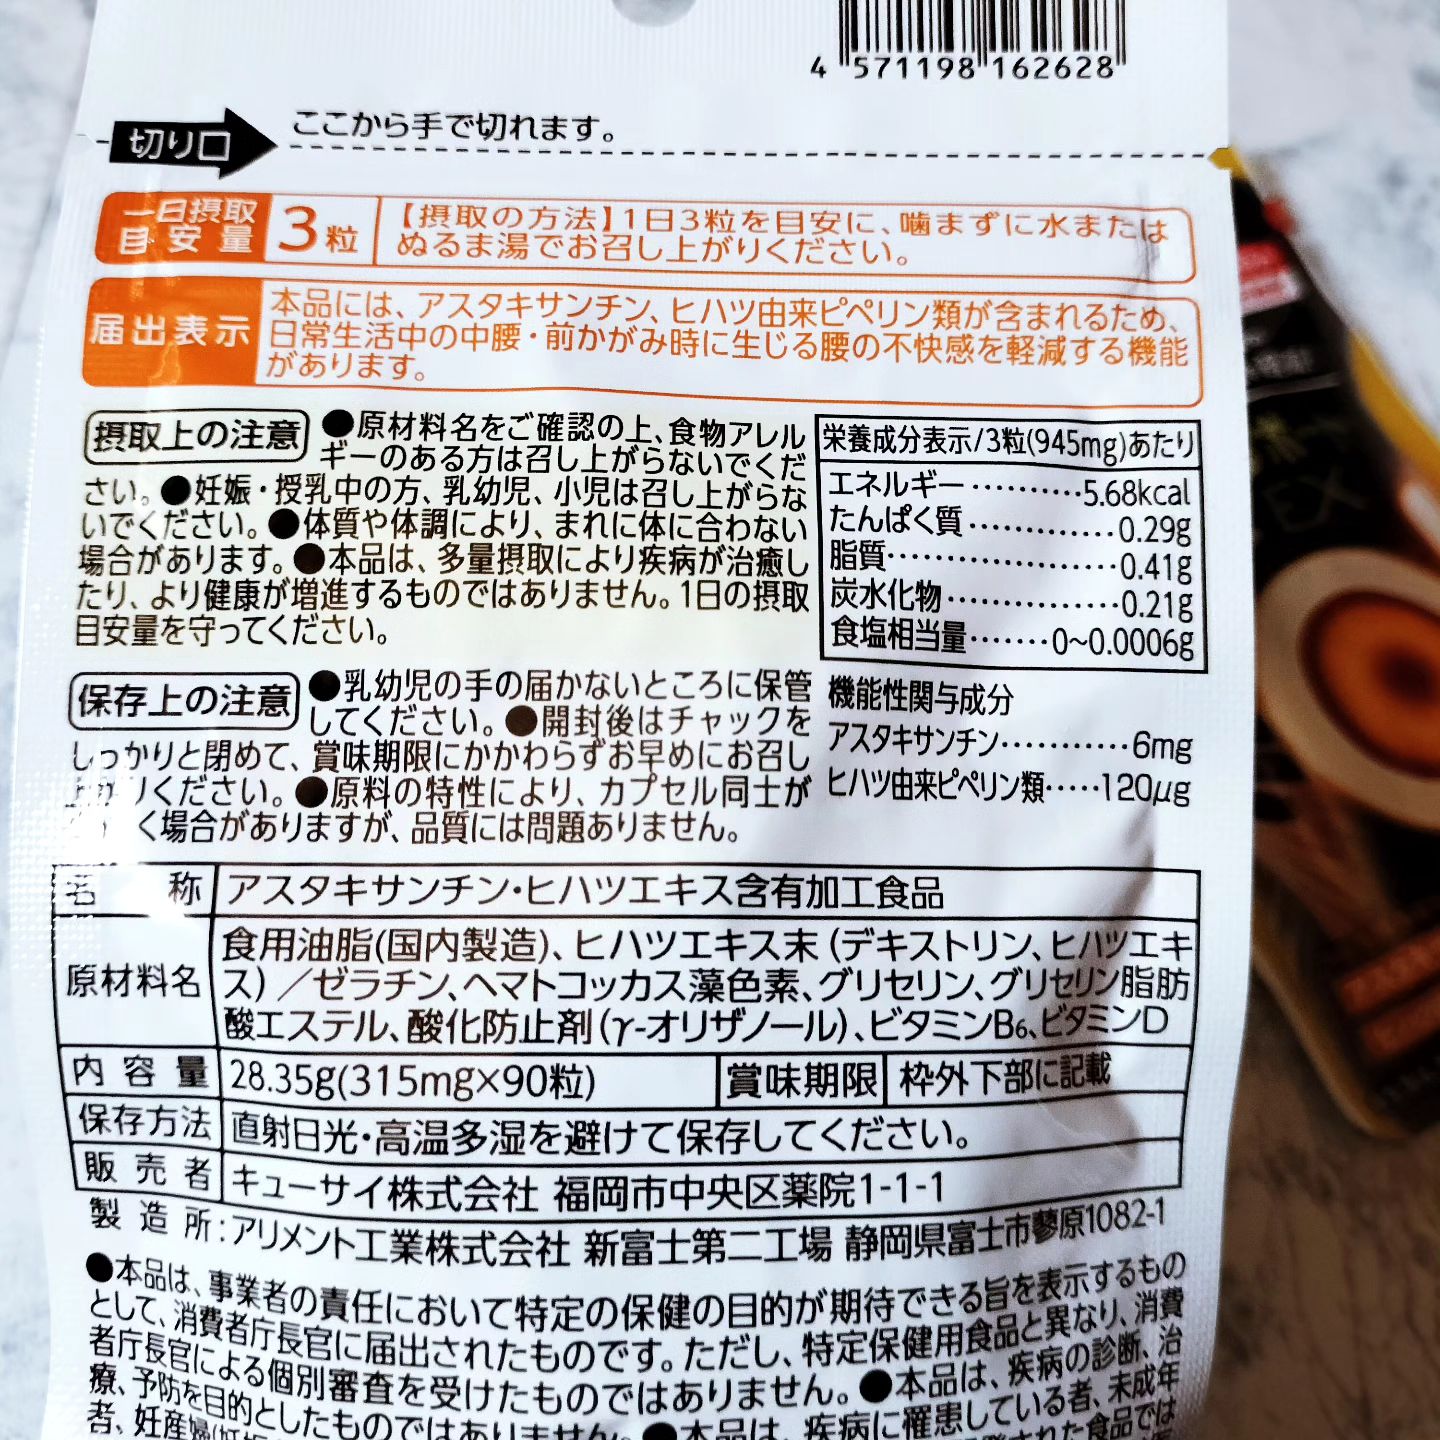 4 571198 162628
切り口 ここから手で切れます。
一日摂取目安量 3粒 【摂取の方法】1日3粒を目安に、噛まずに水または
ぬるま湯でお召し上がりください。
届出表示 本品には、アスタキサンチン、ヒハツ由来ピペリン類が含まれるため、
日常生活中の中腰・前かがみ時に生じる腰の不快感を軽減する機能
があります。
摂取上の注意 ●原材料名をご確認の上、食物アレル
ギーのある方は召し上がらないでくだ
さい。●妊娠・授乳中の方、乳幼児、小児は召し上がらな
いでください。●体質や体調により、まれに体に合わない
場合があります。●本品は、多量摂取により疾病が治癒し
たり、より健康が増進するものではありません。1日の摂取
目安量を守ってください。
保存上の注意 ●乳幼児の手の届かないところに保管
してください。●開封後はチャックを
しっかりと閉めて、賞味期限にかかわらずお早めにお召し
上がりください。●原料の特性により、カプセル同士が
く場合がありますが、品質には問題ありません。
栄養成分表示/3粒(945mg)あたり
エネルギー··········5.68kcal
たんぱく質············0.29g
脂質···················0.41g
炭水化物··············0.21g
食塩相当量·······0~0.0006g
機能性関与成分
アスタキサンチン···········6mg
ヒハツ由来ピペリン類·····120μg
名称 アスタキサンチン・ヒハツエキス含有加工食品
原材料名 食用油脂(国内製造)、ヒハツエキス末(デキストリン、ヒハツエキ
ス)/ゼラチン、ヘマトコッカス藻色素、グリセリン、グリセリン脂肪
酸エステル、酸化防止剤(γ-オリザノール)、ビタミンB6、ビタミンD
内容量 28.35g(315mg×90粒) 賞味期限 枠外下部に記載
保存方法 直射日光・高温多湿を避けて保存してください。
販売者 キューサイ株式会社 福岡市中央区薬院1-1-1
製造所:アリメント工業株式会社 新富士第二工場 静岡県富士市蓼原1082-1
●本品は、事業者の責任において特定の保健の目的が期待できる旨を表示するもの
として、消費者庁長官に届出されたものです。ただし、特定保健用食品と異なり、消費
者庁長官による個別審査を受けたものではありません。●本品は、疾病の診断、治
療、予防を目的としたものではありません。●本品は、疾病に罹患している者、未成年
者、妊産婦
EX